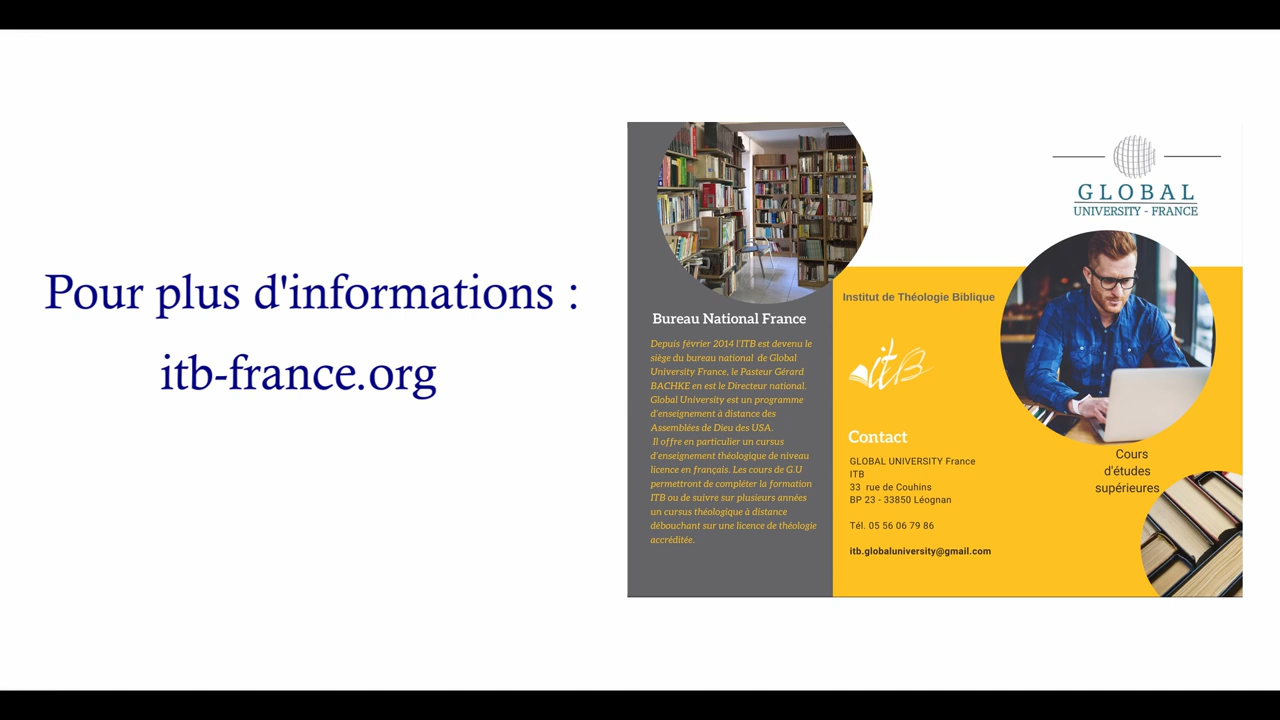 Pour plus d'informations :
itb-france.org
Bureau National France
Depuis février 2014 l'ITB est devenu le
siège du bureau national de Global
University France, le Pasteur Gérard
BACHKE en est le Directeur national.
Global University est un programme
d'enseignement à distance des
Assemblées de Dieu des USA.
Il offre en particulier un cursus
d'enseignement théologique de niveau
licence en français. Les cours de G.U
permettront de compléter la formation
ITB ou de suivre sur plusieurs années
un cursus théologique à distance
débouchant sur une licence de théologie
accréditée.
Institut de Théologie Biblique
itB
Contact
GLOBAL UNIVERSITY France
ITB
33 rue de Couhins
BP 23 - 33850 Léognan
Tél. 05 56 06 79 86
itb.globaluniversity@gmail.com
GLOBAL
UNIVERSITY - FRANCE
Cours
d'études
supérieures